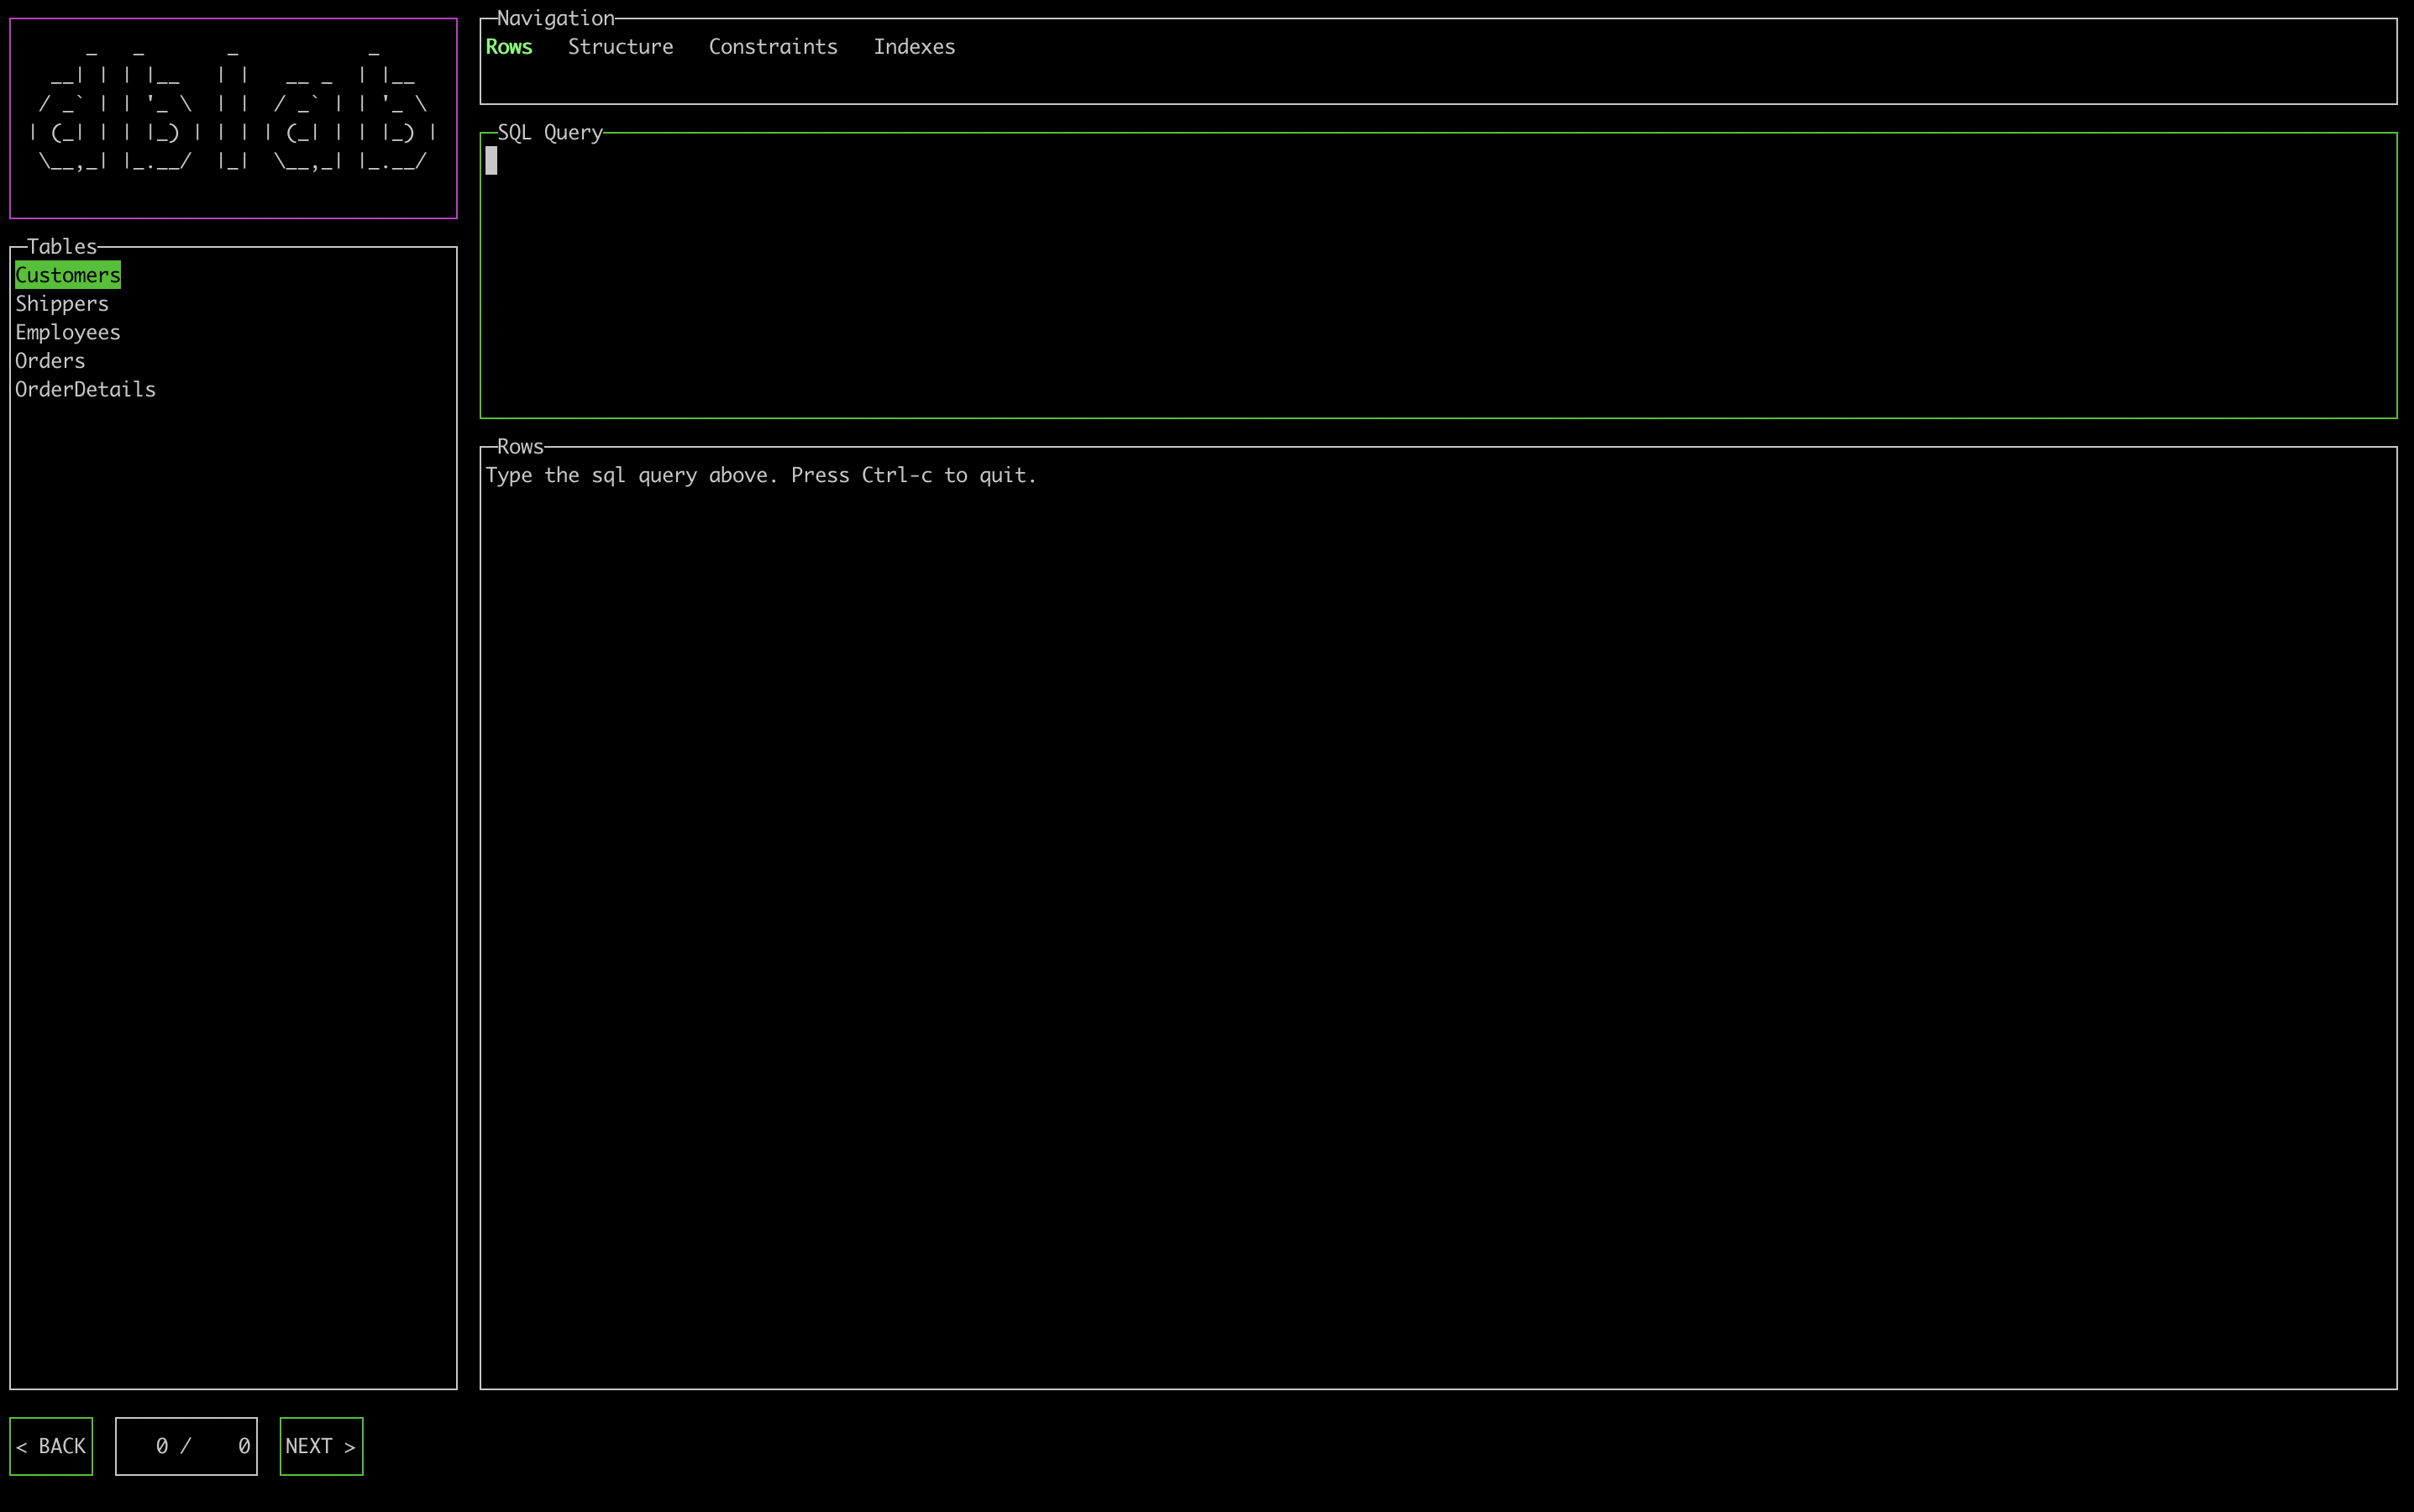 dblab
Tables
Customers
Shippers
Employees
Orders
OrderDetails
Navigation
Rows Structure Constraints Indexes
SQL Query
Rows
Type the sql query above. Press Ctrl-c to quit.
< BACK
0 / 0
NEXT >